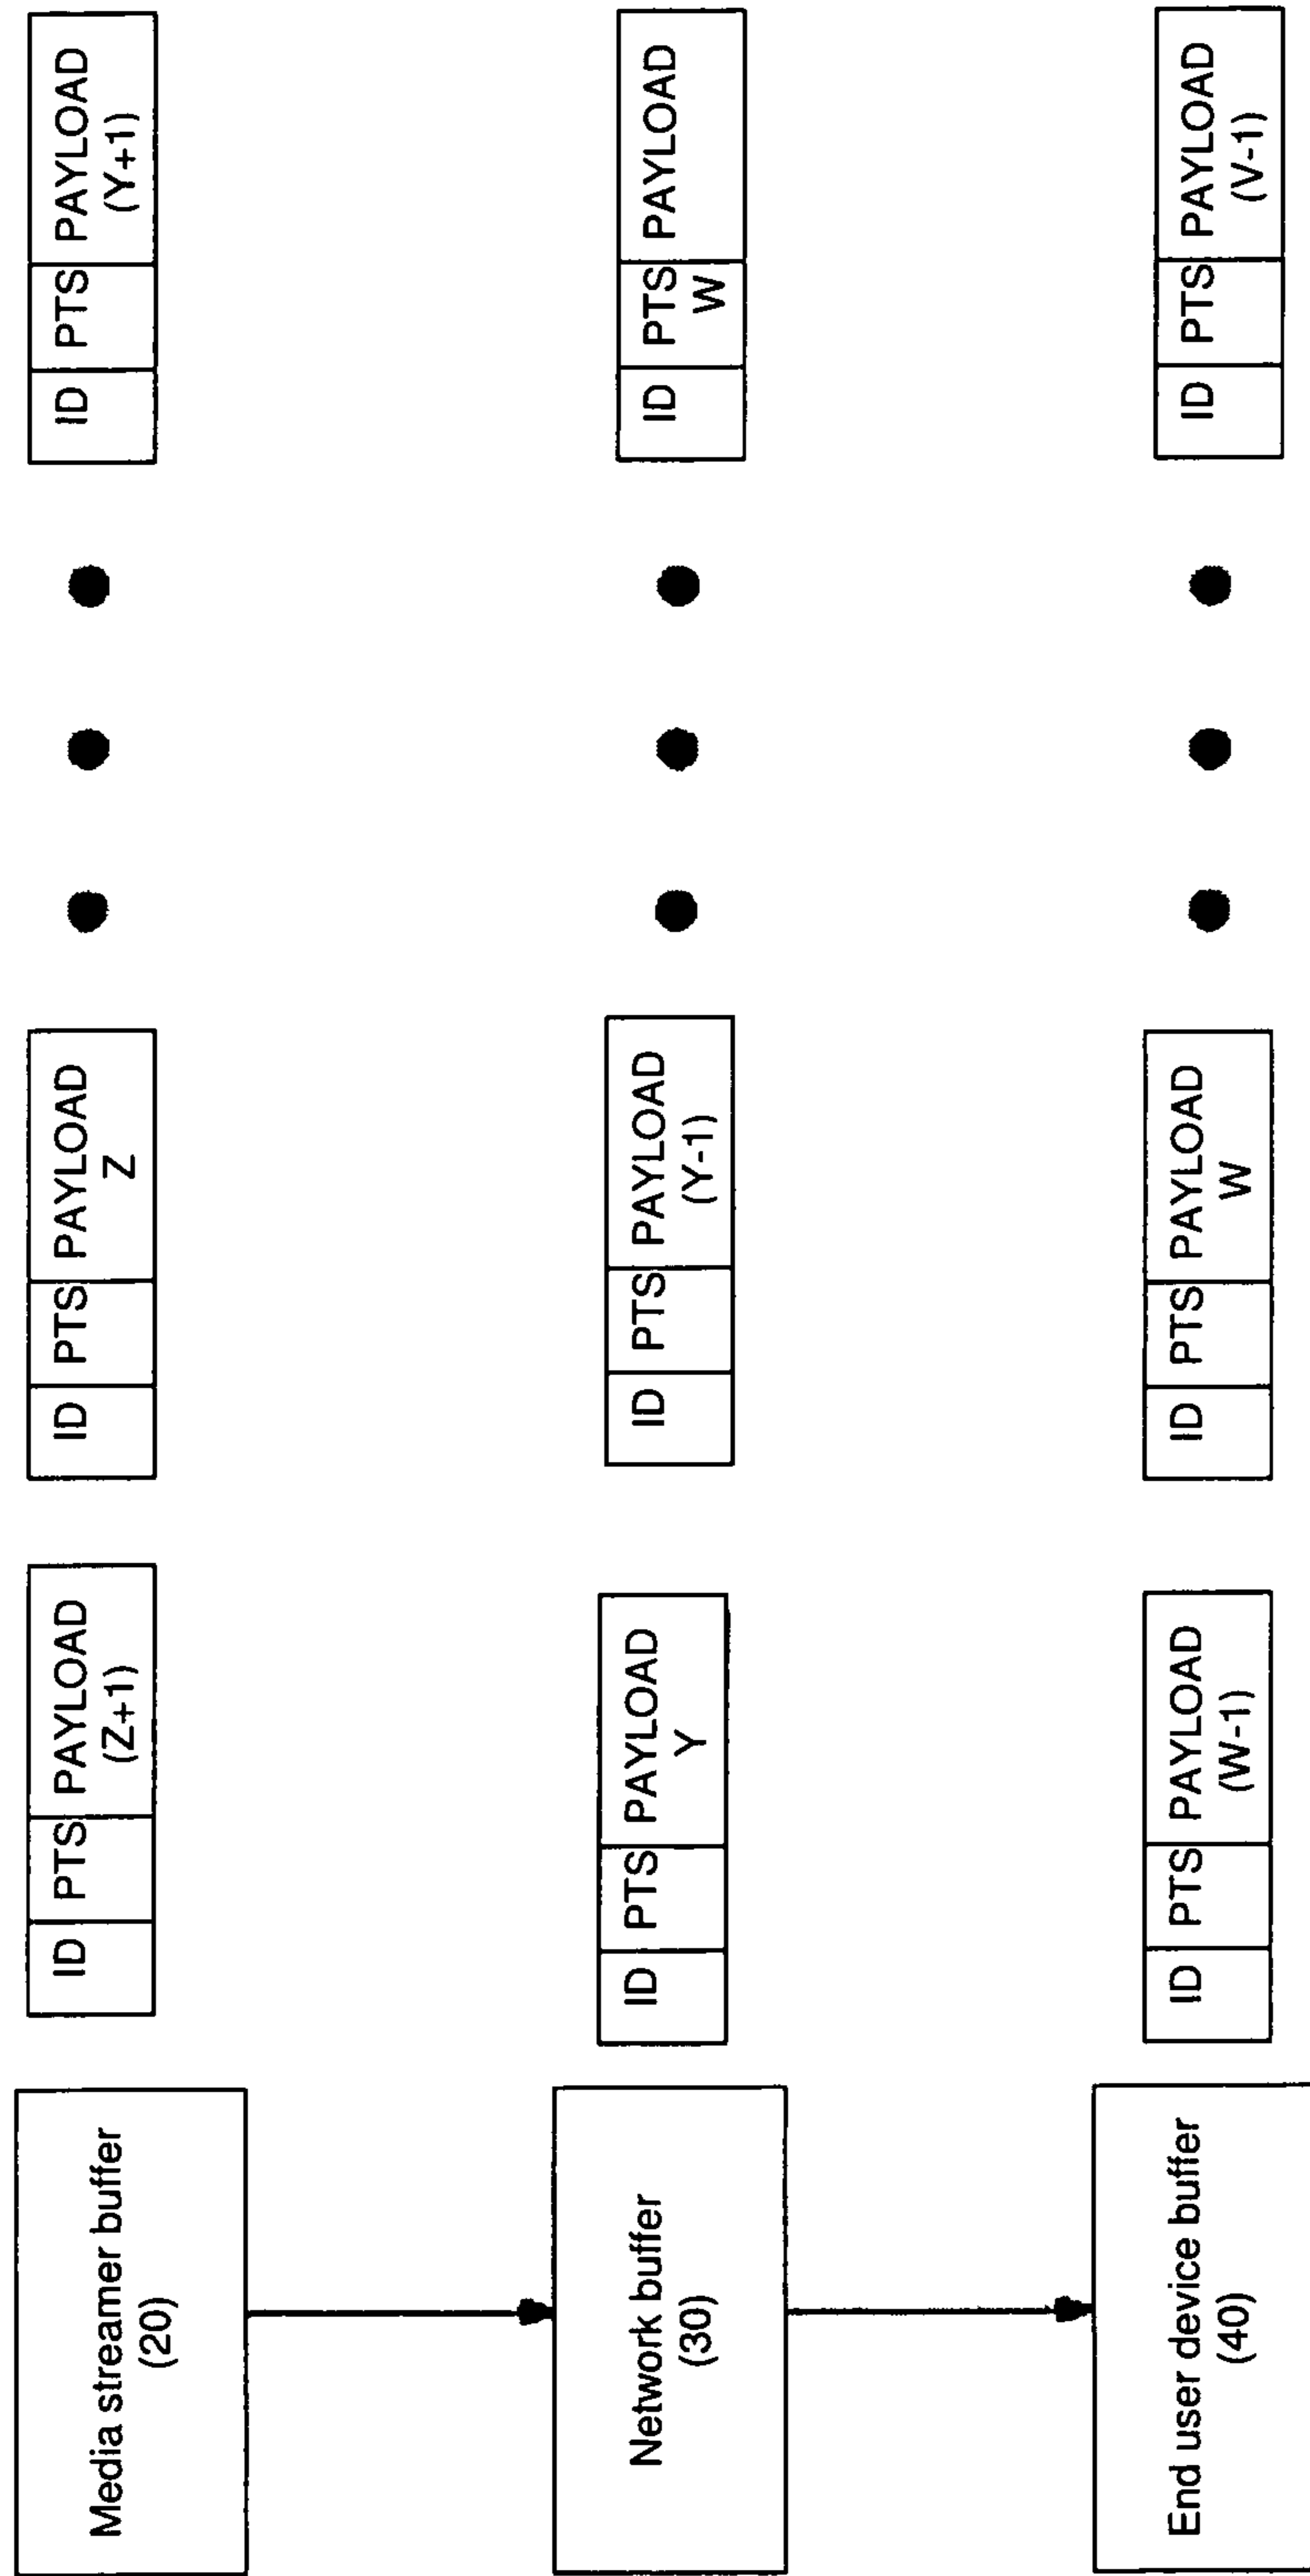 Media streamer buffer
(20)
ID PTS PAYLOAD
(Z+1)
ID PTS PAYLOAD
Z
ID PTS PAYLOAD
(Y+1)
Network buffer
(30)
ID PTS PAYLOAD
Y
ID PTS PAYLOAD
(Y-1)
ID PTS PAYLOAD
W
End user device buffer
(40)
ID PTS PAYLOAD
(W-1)
ID PTS PAYLOAD
W
ID PTS PAYLOAD
(V-1)